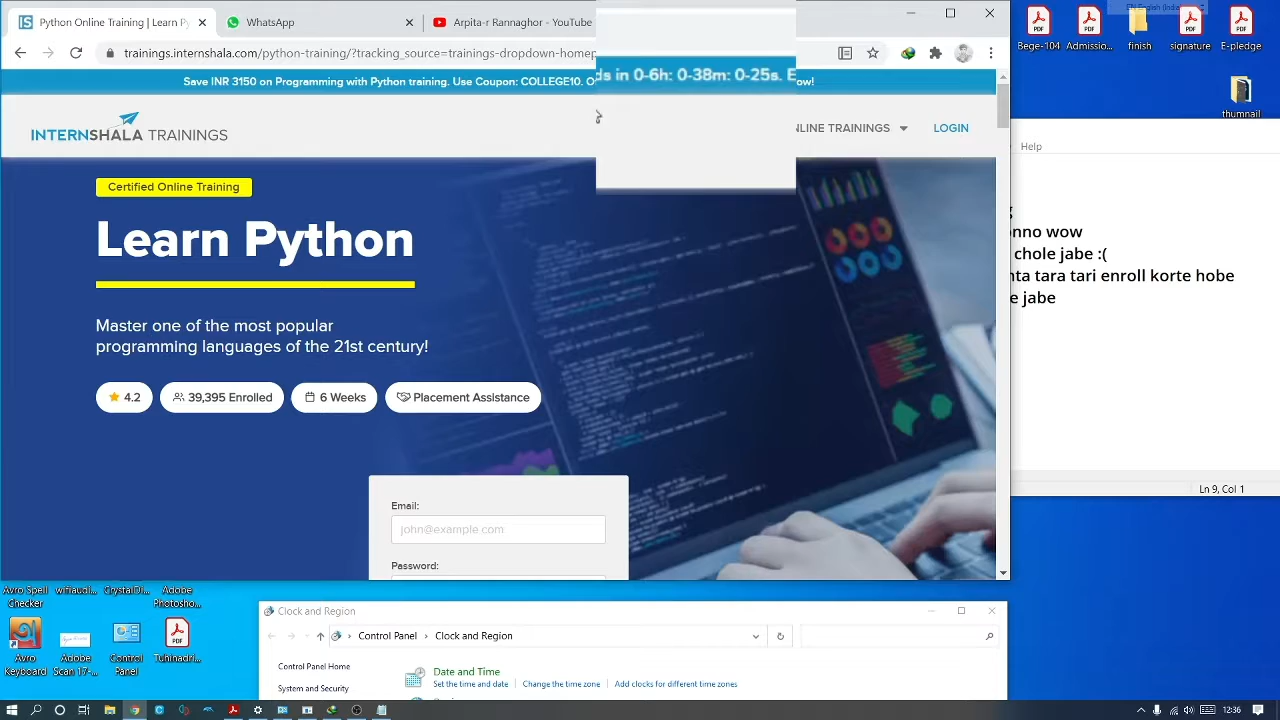 Python Online Training | Learn Py
WhatsApp
Arpita-r Rannaghor - YouTube
trainings.internshala.com/python-training/?tracking_source=trainings-dropdown-homep
Save INR 3150 on Programming with Python training. Use Coupon: COLLEGE10.
ds in 0-6h: 0-38m: 0-25s. E
ow!
INTERNSHALA TRAININGS
NLINE TRAININGS
LOGIN
Certified Online Training
Learn Python
Master one of the most popular
programming languages of the 21st century!
4.2
39,395 Enrolled
6 Weeks
Placement Assistance
Email:
john@example.com
Password:
Bege-104
Admissio...
finish
signature
E-pledge
EN English (India)
thumnail
Help
g
onno wow
chole jabe :(
nta tara tari enroll korte hobe
e jabe
Ln 9, Col 1
Avro Spell
Checker
wifiaudi...
CrystalDi...
Adobe
Photosho...
Avro
Keyboard
Adobe
Scan 17-...
Control
Panel
Tuhinadri...
Clock and Region
Control Panel > Clock and Region
Control Panel Home
System and Security
Date and Time
Set the time and date
Change the time zone
Add clocks for different time zones
12:36